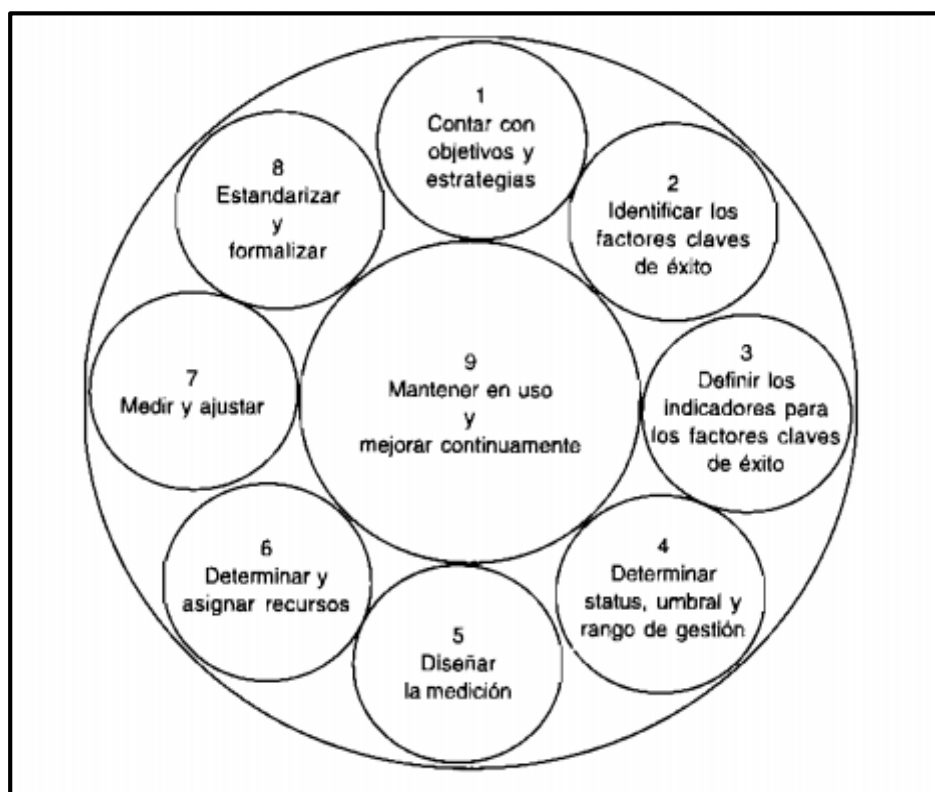 1
Contar con
objetivos y
estrategias
2
Identificar los
factores claves
de éxito
3
Definir los
indicadores para
los factores claves
de éxito
4
Determinar
status, umbral y
rango de gestión
5
Diseñar
la medición
6
Determinar y
asignar recursos
7
Medir y ajustar
8
Estandarizar
y
formalizar
9
Mantener en uso
y
mejorar continuamente